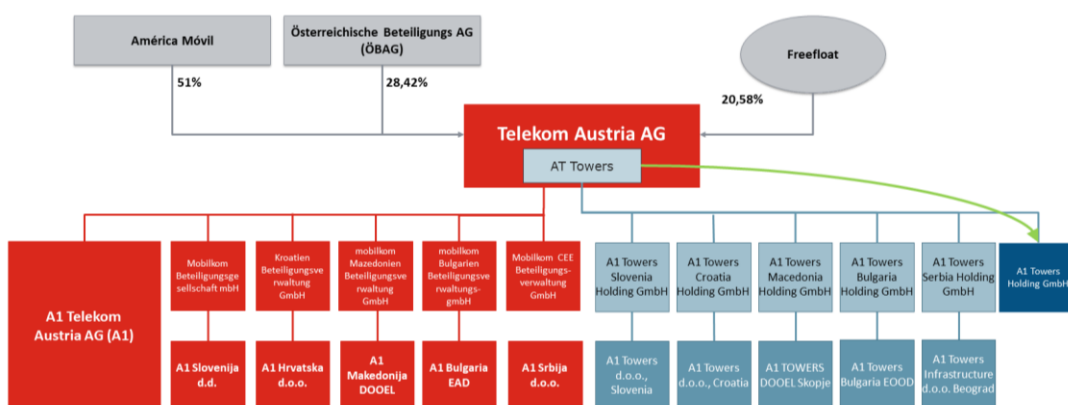 América Móvil
Österreichische Beteiligungs AG
(ÖBAG)
Freefloat
51%
28,42%
20,58%
Telekom Austria AG
AT Towers
A1 Telekom
Austria AG (A1)
Mobilkom
Beteiligungsge
sellschaft mbH
Kroatien
Beteiligungsve
rwaltung
GmbH
mobilkom
Mazedonien
Beteiligungsve
rwaltung
GmbH
mobilkom
Bulgarien
Beteiligungsve
rwaltungs-
gmbH
Mobilkom CEE
Beteiligungs-
verwaltung
GmbH
A1 Towers
Slovenia
Holding GmbH
A1 Towers
Croatia
Holding GmbH
A1 Towers
Macedonia
Holding GmbH
A1 Towers
Bulgaria
Holding GmbH
A1 Towers
Serbia Holding
GmbH
A1 Towers
Holding GmbH
A1 Slovenija
d.d.
A1 Hrvatska
d.o.o.
A1
Makedonija
DOOEL
A1 Bulgaria
EAD
A1 Srbija
d.o.o.
A1 Towers
d.o.o.,
Slovenia
A1 Towers
d.o.o., Croatia
A1 TOWERS
DOOEL Skopje
A1 Towers
Bulgaria EOOD
A1 Towers
Infrastructure
d.o.o. Beograd